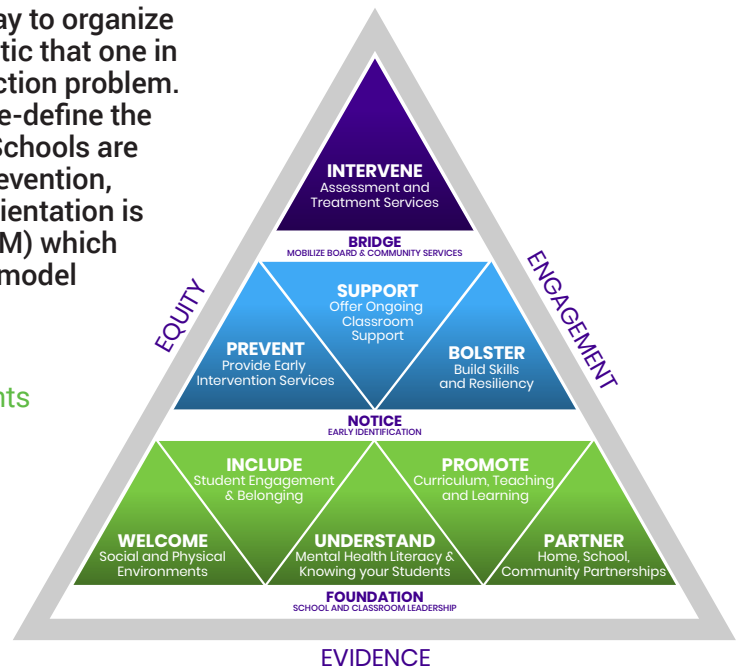 ay to organize
tic that one in
ction problem.
e-define the
Schools are
evention,
ientation is
M) which
model
nts
INTERVENE
Assessment and
Treatment Services
BRIDGE
MOBILIZE BOARD & COMMUNITY SERVICES
EQUITY
ENGAGEMENT
SUPPORT
Offer Ongoing
Classroom
Support
PREVENT
Provide Early
Intervention Services
BOLSTER
Build Skills
and Resiliency
NOTICE
EARLY IDENTIFICATION
INCLUDE
Student Engagement
& Belonging
PROMOTE
Curriculum, Teaching
and Learning
WELCOME
Social and Physical
Environments
UNDERSTAND
Mental Health Literacy &
Knowing your Students
PARTNER
Home, School,
Community Partnerships
FOUNDATION
SCHOOL AND CLASSROOM LEADERSHIP
EVIDENCE